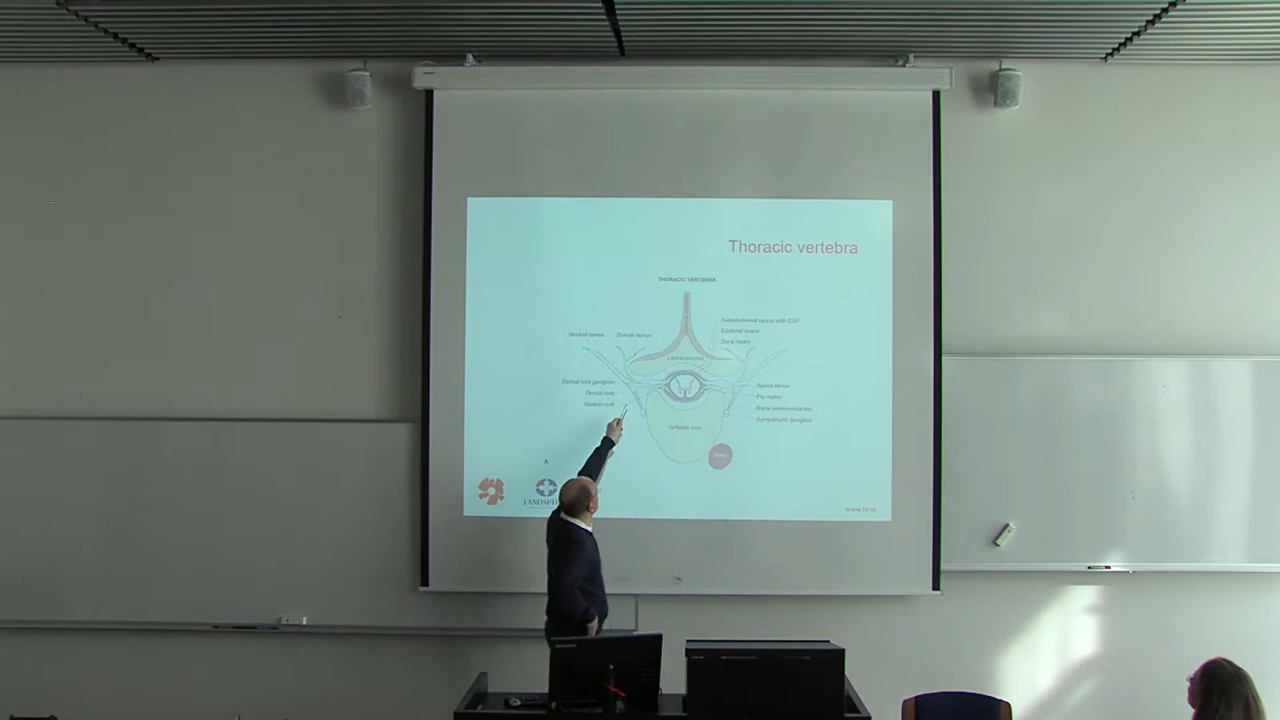 Thoracic vertebra
THORACIC VERTEBRA
Subarachnoid space with CSF
Epidural space
Dura mater
Ventral ramus
Dorsal ramus
Lateral process
Dorsal root ganglion
Dorsal root
Ventral root
Spinal nerve
Pia mater
Rami communicantes
Sympathetic ganglion
Vertebral body
A